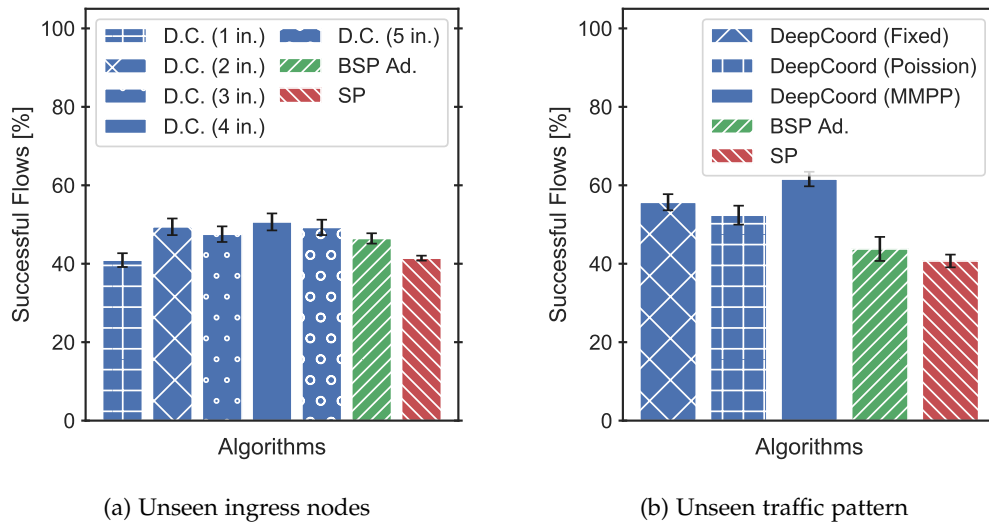 100
80
60
40
20
0
Successful Flows [%]
D.C. (1 in.)
D.C. (2 in.)
D.C. (3 in.)
D.C. (4 in.)
D.C. (5 in.)
BSP Ad.
SP
Algorithms
(a) Unseen ingress nodes
100
80
60
40
20
0
Successful Flows [%]
DeepCoord (Fixed)
DeepCoord (Poission)
DeepCoord (MMPP)
BSP Ad.
SP
Algorithms
(b) Unseen traffic pattern